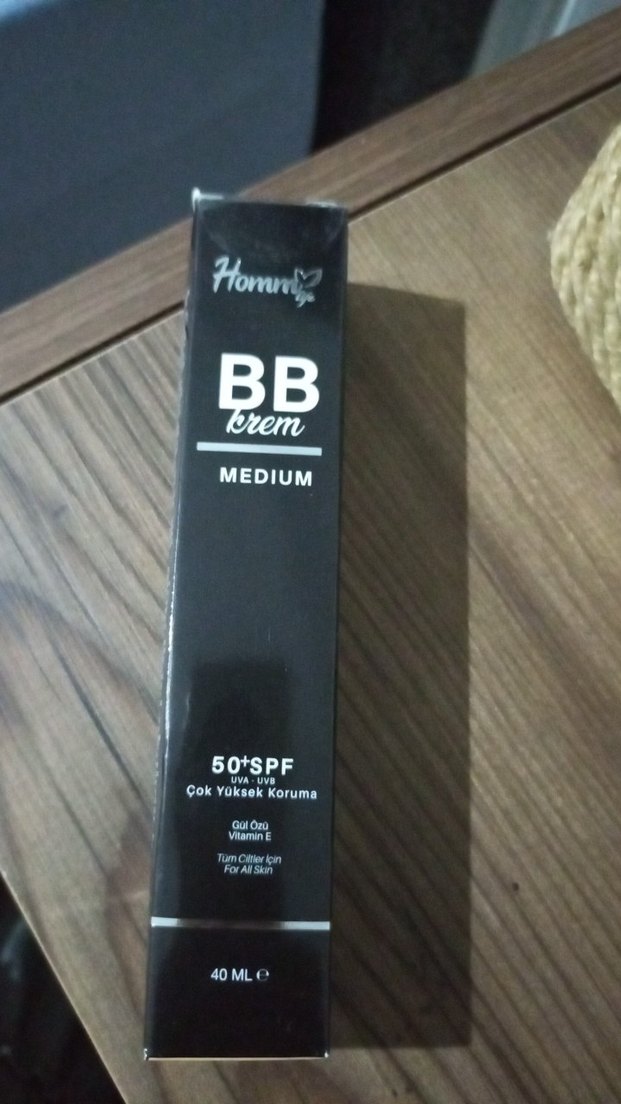 Hommlife
BB
krem
MEDIUM
50+SPF
UVA - UVB
Çok Yüksek Koruma
Gül Özü
Vitamin E
Tüm Ciltler İçin
For All Skin
40 ML ℮